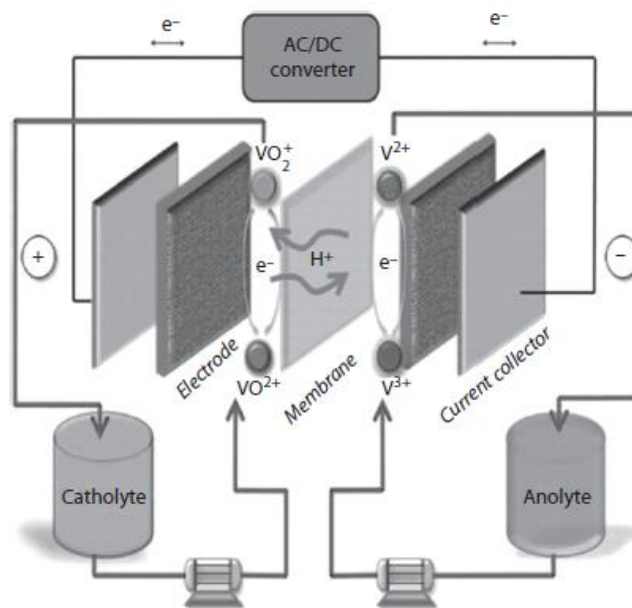 e⁻
e⁻
AC/DC
converter
VO₂⁺
V²⁺
+
e⁻
H⁺
e⁻
−
Electrode
Membrane
Current collector
VO²⁺
V³⁺
Catholyte
Anolyte